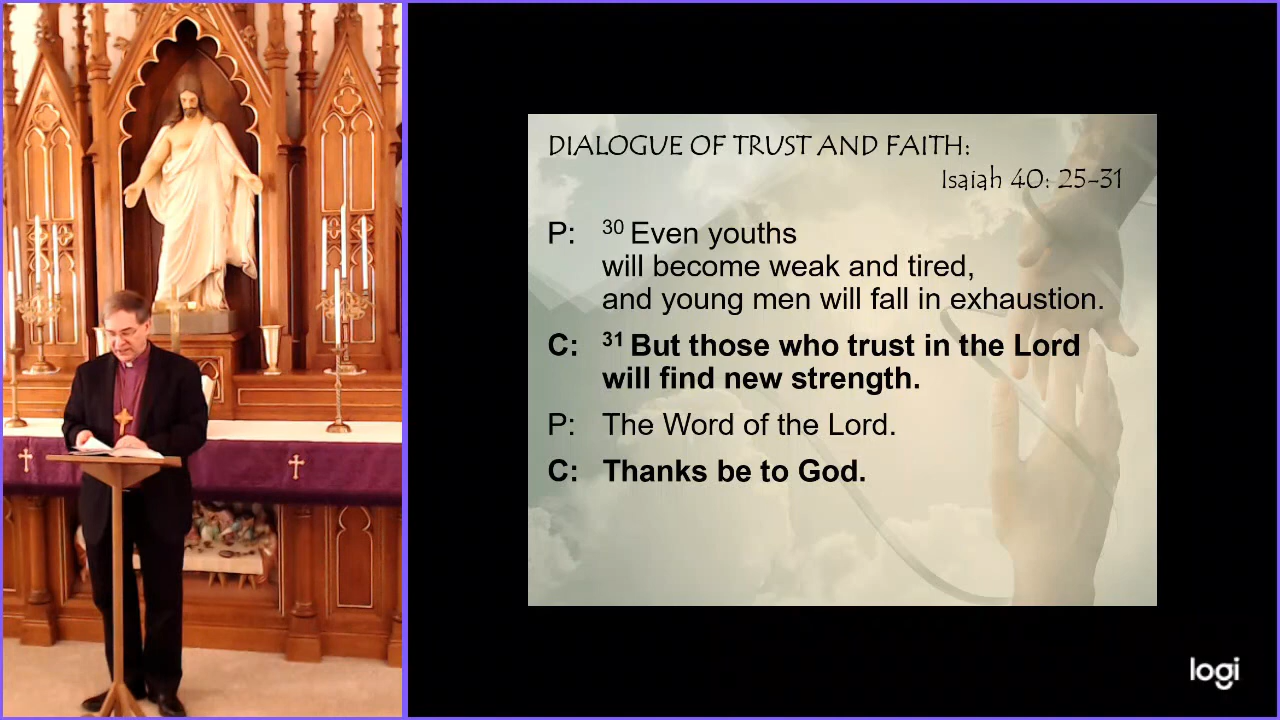 DIALOGUE OF TRUST AND FAITH:
Isaiah 40: 25-31
P: 30 Even youths
will become weak and tired,
and young men will fall in exhaustion.
C: 31 But those who trust in the Lord
will find new strength.
P: The Word of the Lord.
C: Thanks be to God.
logi